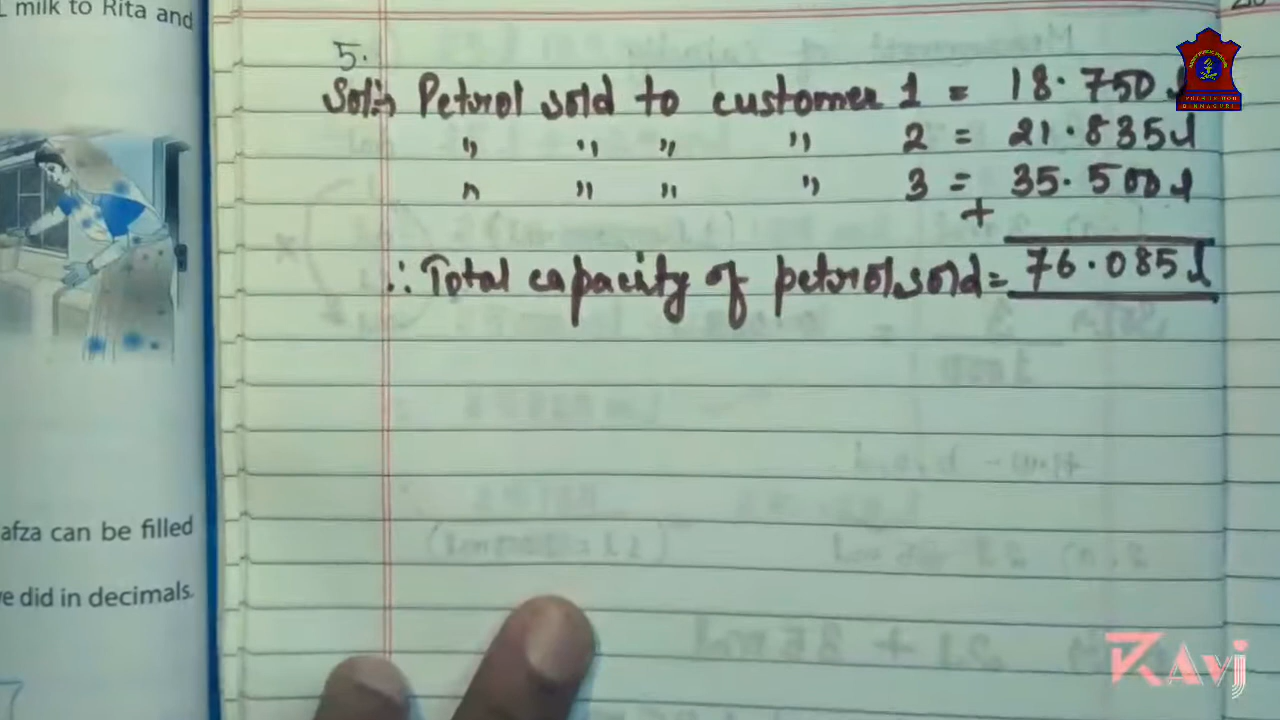 L milk to Rita and
5.
Sol:→ Petrol sold to customer 1 = 18.750 l
" " " " 2 = 21.835 l
" " " " 3 = 35.500 l
+
∴ Total capacity of petrol sold = 76.085 l
afza can be filled
e did in decimals.
RAvj